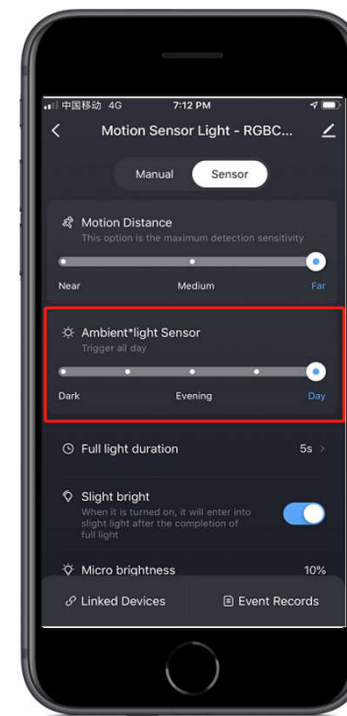 中国移动 4G 7:12 PM
Motion Sensor Light - RGBC...
Manual Sensor
Motion Distance
This option is the maximum detection sensitivity
Near Medium Far
Ambient*light Sensor
Trigger all day
Dark Evening Day
Full light duration 5s
Slight bright
When it is turned on, it will enter into
slight light after the completion of
full light
Micro brightness 10%
Linked Devices Event Records